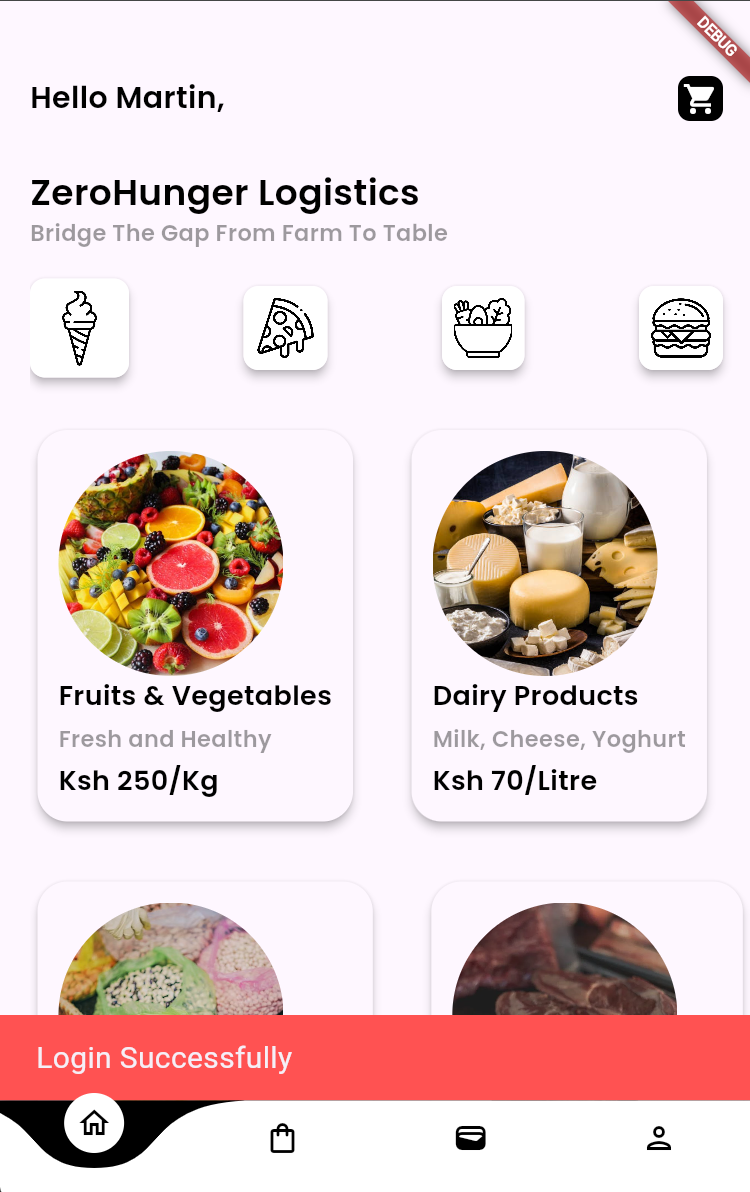 DEBUG
Hello Martin,
ZeroHunger Logistics
Bridge The Gap From Farm To Table
Fruits & Vegetables
Fresh and Healthy
Ksh 250/Kg
Dairy Products
Milk, Cheese, Yoghurt
Ksh 70/Litre
Login Successfully